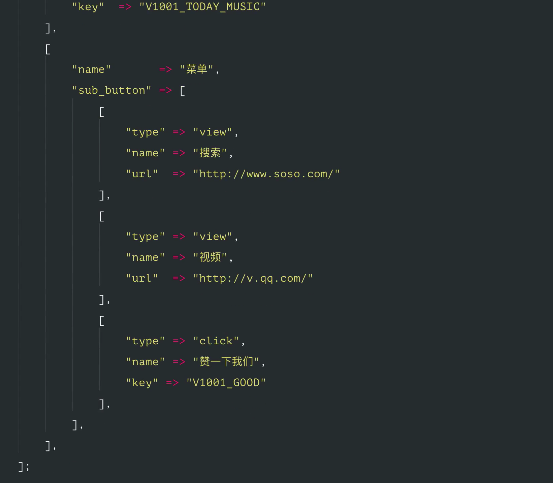 "key"  => "V1001_TODAY_MUSIC"
],
[
"name"       => "菜单",
"sub_button" => [
[
"type" => "view",
"name" => "搜索",
"url"  => "http://www.soso.com/"
],
[
"type" => "view",
"name" => "视频",
"url"  => "http://v.qq.com/"
],
[
"type" => "click",
"name" => "赞一下我们",
"key" => "V1001_GOOD"
],
],
],
];